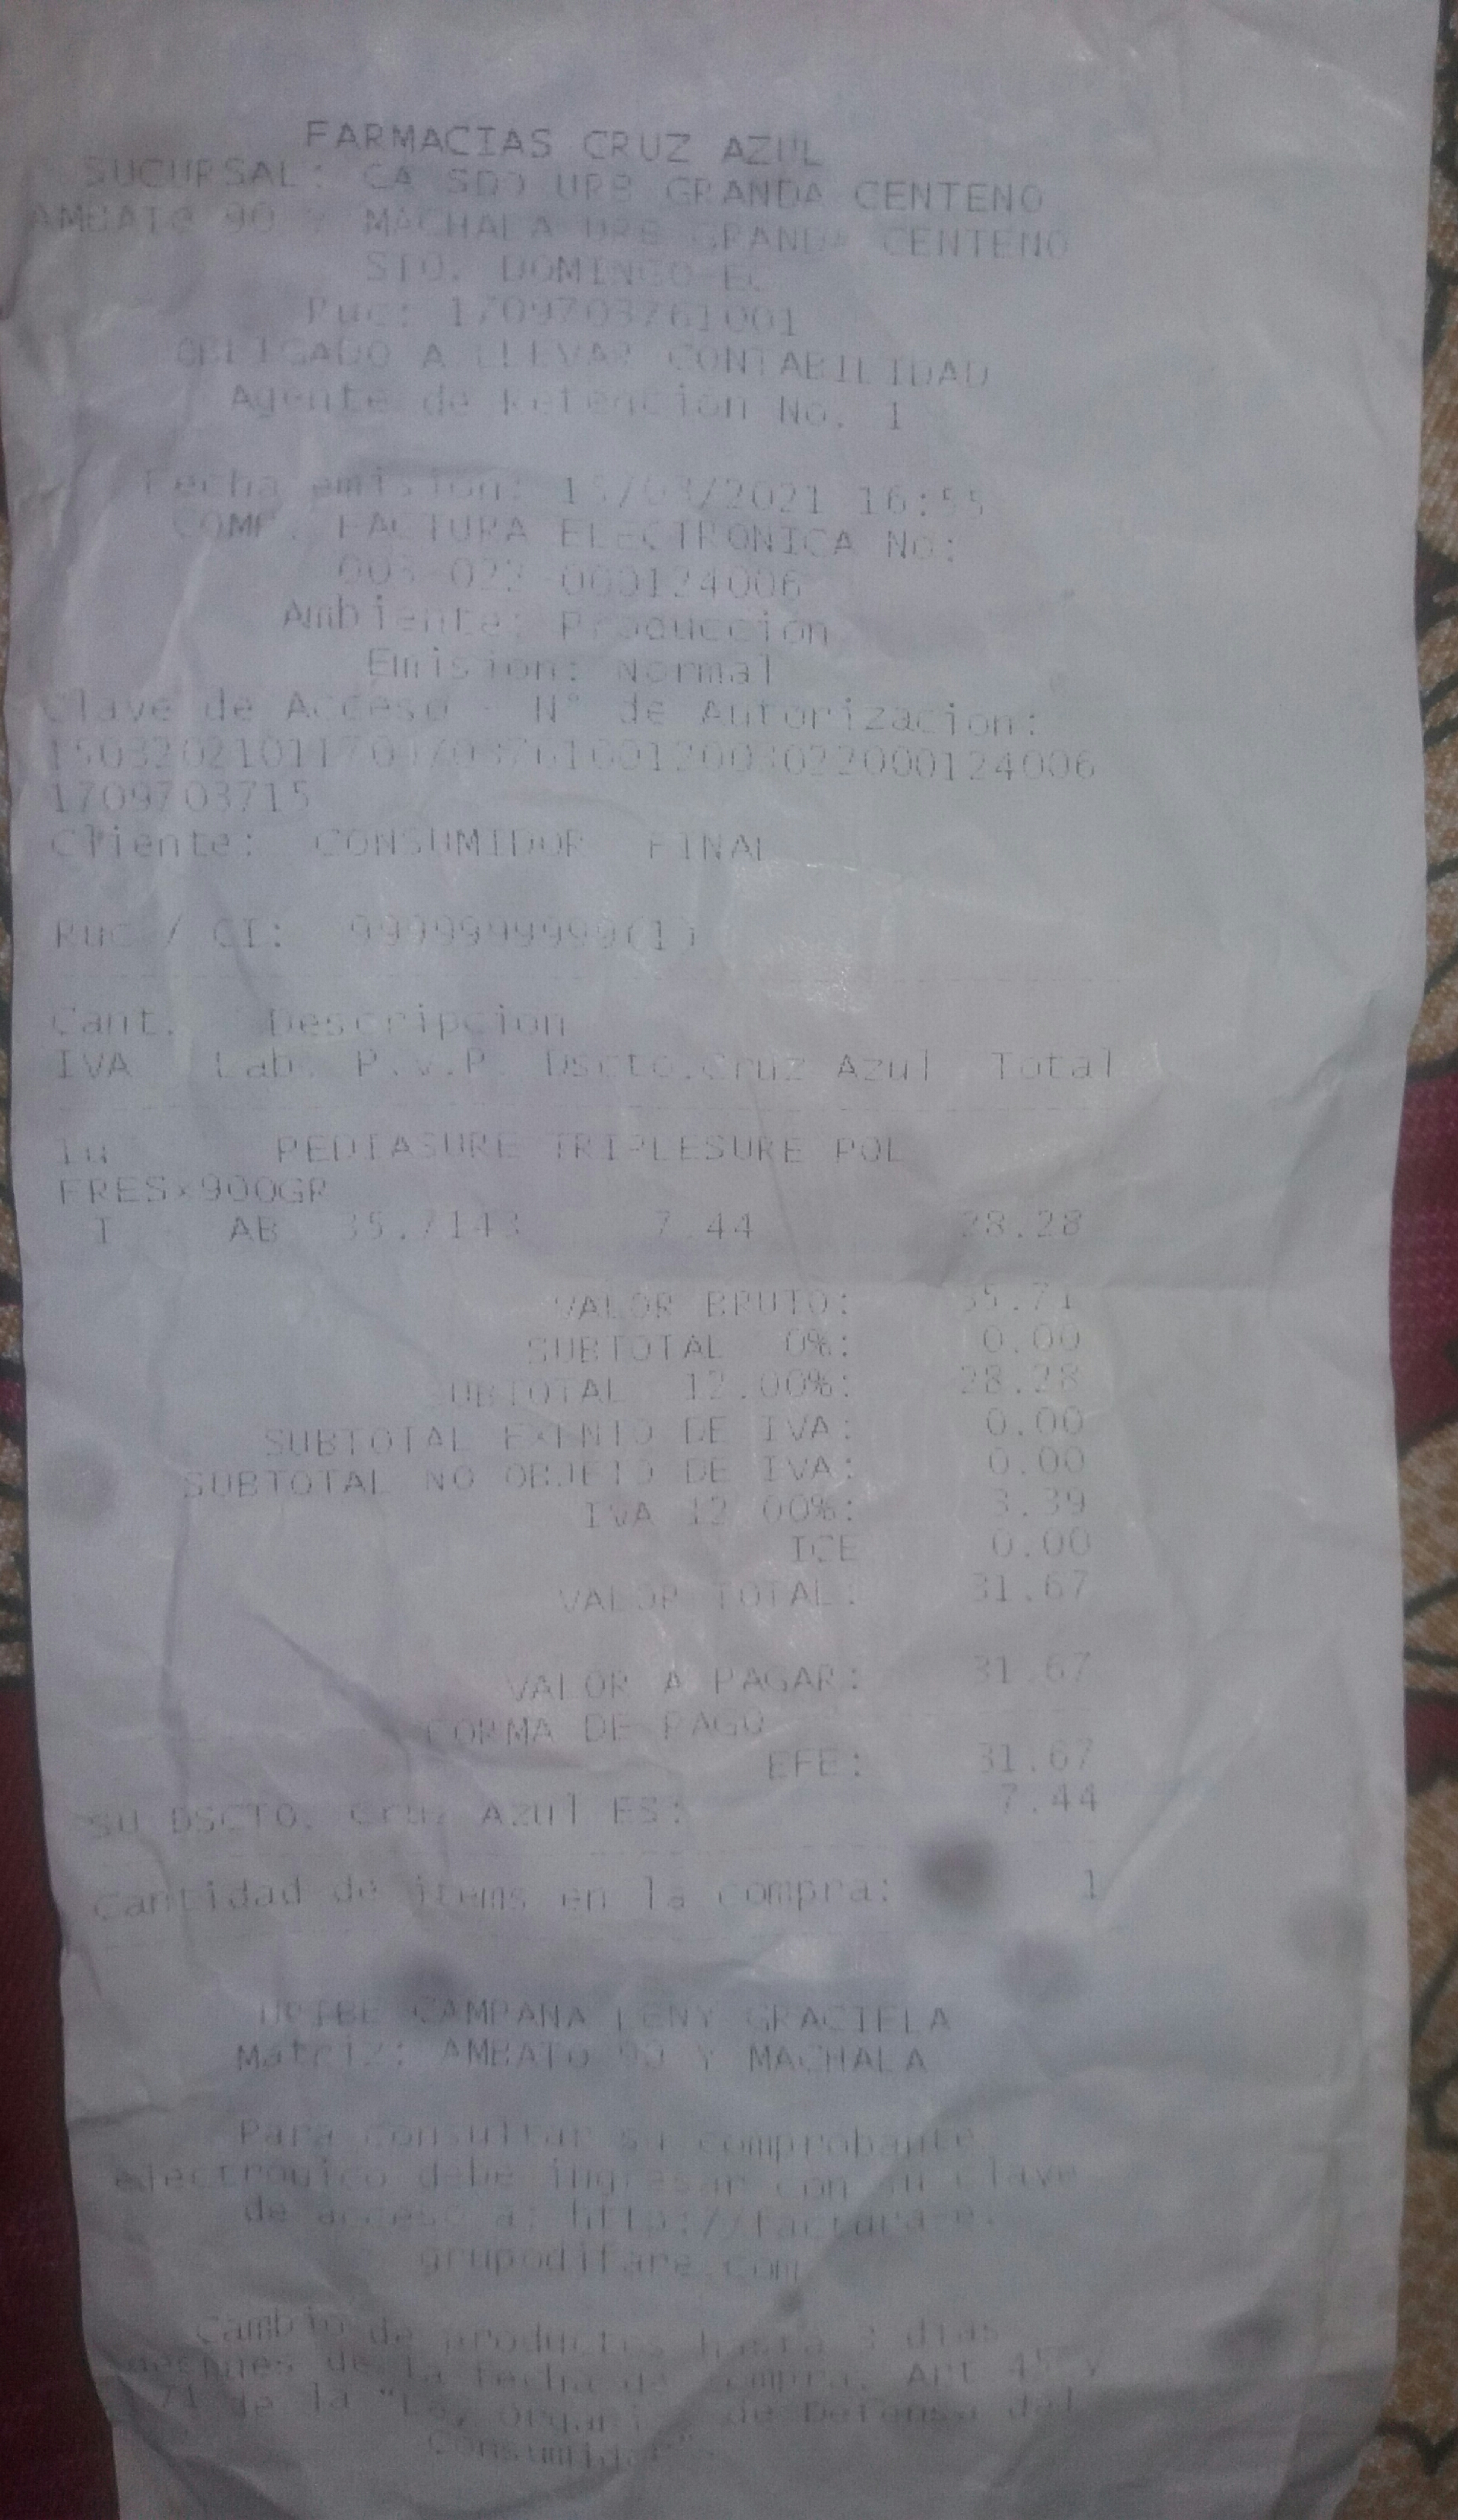 FARMACIAS CRUZ AZUL
SUCURSAL: CA SDO URB GRANDA CENTENO
AMBATO 90 Y MACHALA URB GRANDA CENTENO
STO. DOMINGO-EC
Ruc: 1709703761001
OBLIGADO A LLEVAR CONTABILIDAD
Agente de Retencion No. 1
Fecha emision: 15/03/2021 16:55
COMP. FACTURA ELECTRONICA No:
003-022-000124006
Ambiente: Produccion
Emision: Normal
Clave de Acceso - N° de Autorizacion:
150320210117097037610012003022000124006
1709703715
Cliente: CONSUMIDOR FINAL
Ruc / CI: 9999999999(1)
Cant. Descripcion
IVA Lab. P.V.P. Dscto.Cruz Azul Total
1u PEDIASURE TRIPLESURE POL
FRESx900GR
I AB 35.7143 7.44 28.28
VALOR BRUTO: 35.71
SUBTOTAL 0%: 0.00
SUBTOTAL 12.00%: 28.28
SUBTOTAL EXENTO DE IVA: 0.00
SUBTOTAL NO OBJETO DE IVA: 0.00
IVA 12.00%: 3.39
ICE 0.00
VALOR TOTAL: 31.67
VALOR A PAGAR: 31.67
FORMA DE PAGO
EFE: 31.67
SU DSCTO. Cruz Azul ES: 7.44
Cantidad de items en la compra: 1
URIBE CAMPANA LENY GRACIELA
Matriz: AMBATO 90 Y MACHALA
Para consultar su comprobante
electronico debe ingresar con su clave
de acceso a: http://factura-e.
grupodifare.com
Cambio de productos hasta 3 dias
despues de la fecha de compra. Art 45 y
71 de la "Ley Organica de Defensa del
Consumidor".